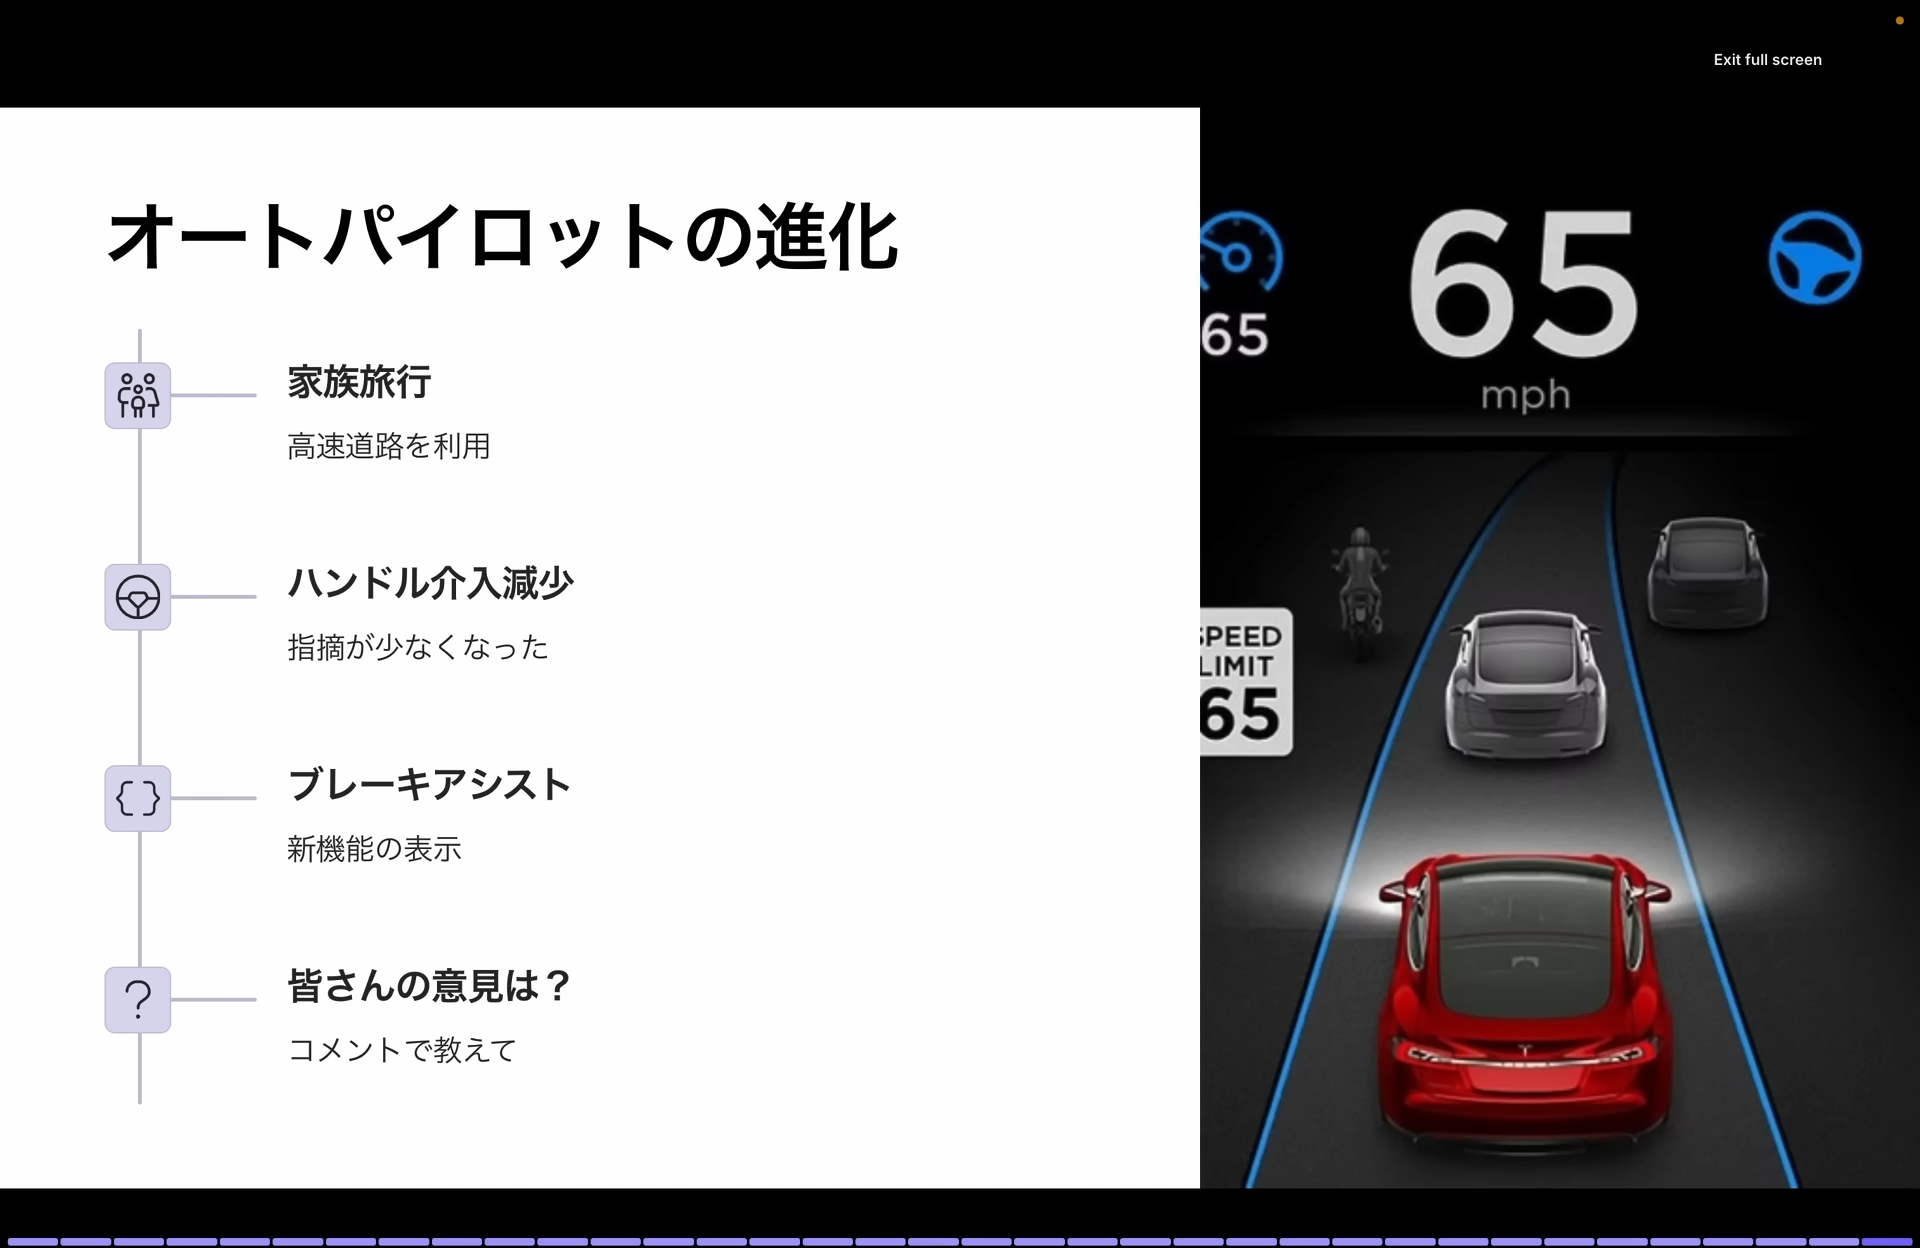 Exit full screen
オートパイロットの進化
家族旅行
高速道路を利用
ハンドル介入減少
指摘が少なくなった
ブレーキアシスト
新機能の表示
皆さんの意見は？
コメントで教えて
65
65
mph
SPEED
LIMIT
65